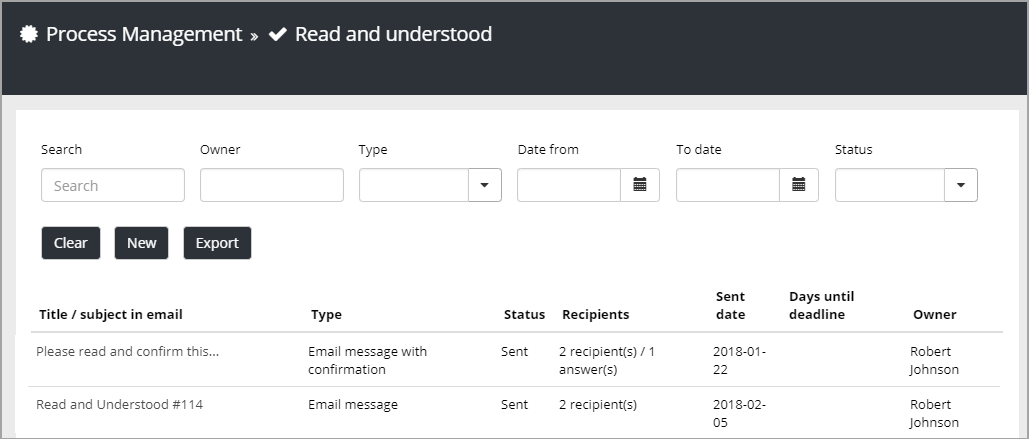 Process Management » Read and understood
Search Owner Type Date from To date Status
Search
Clear New Export
Title / subject in email Type Status Recipients Sent date Days until deadline Owner
Please read and confirm this... Email message with confirmation Sent 2 recipient(s) / 1 answer(s) 2018-01-22 Robert Johnson
Read and Understood #114 Email message Sent 2 recipient(s) 2018-02-05 Robert Johnson